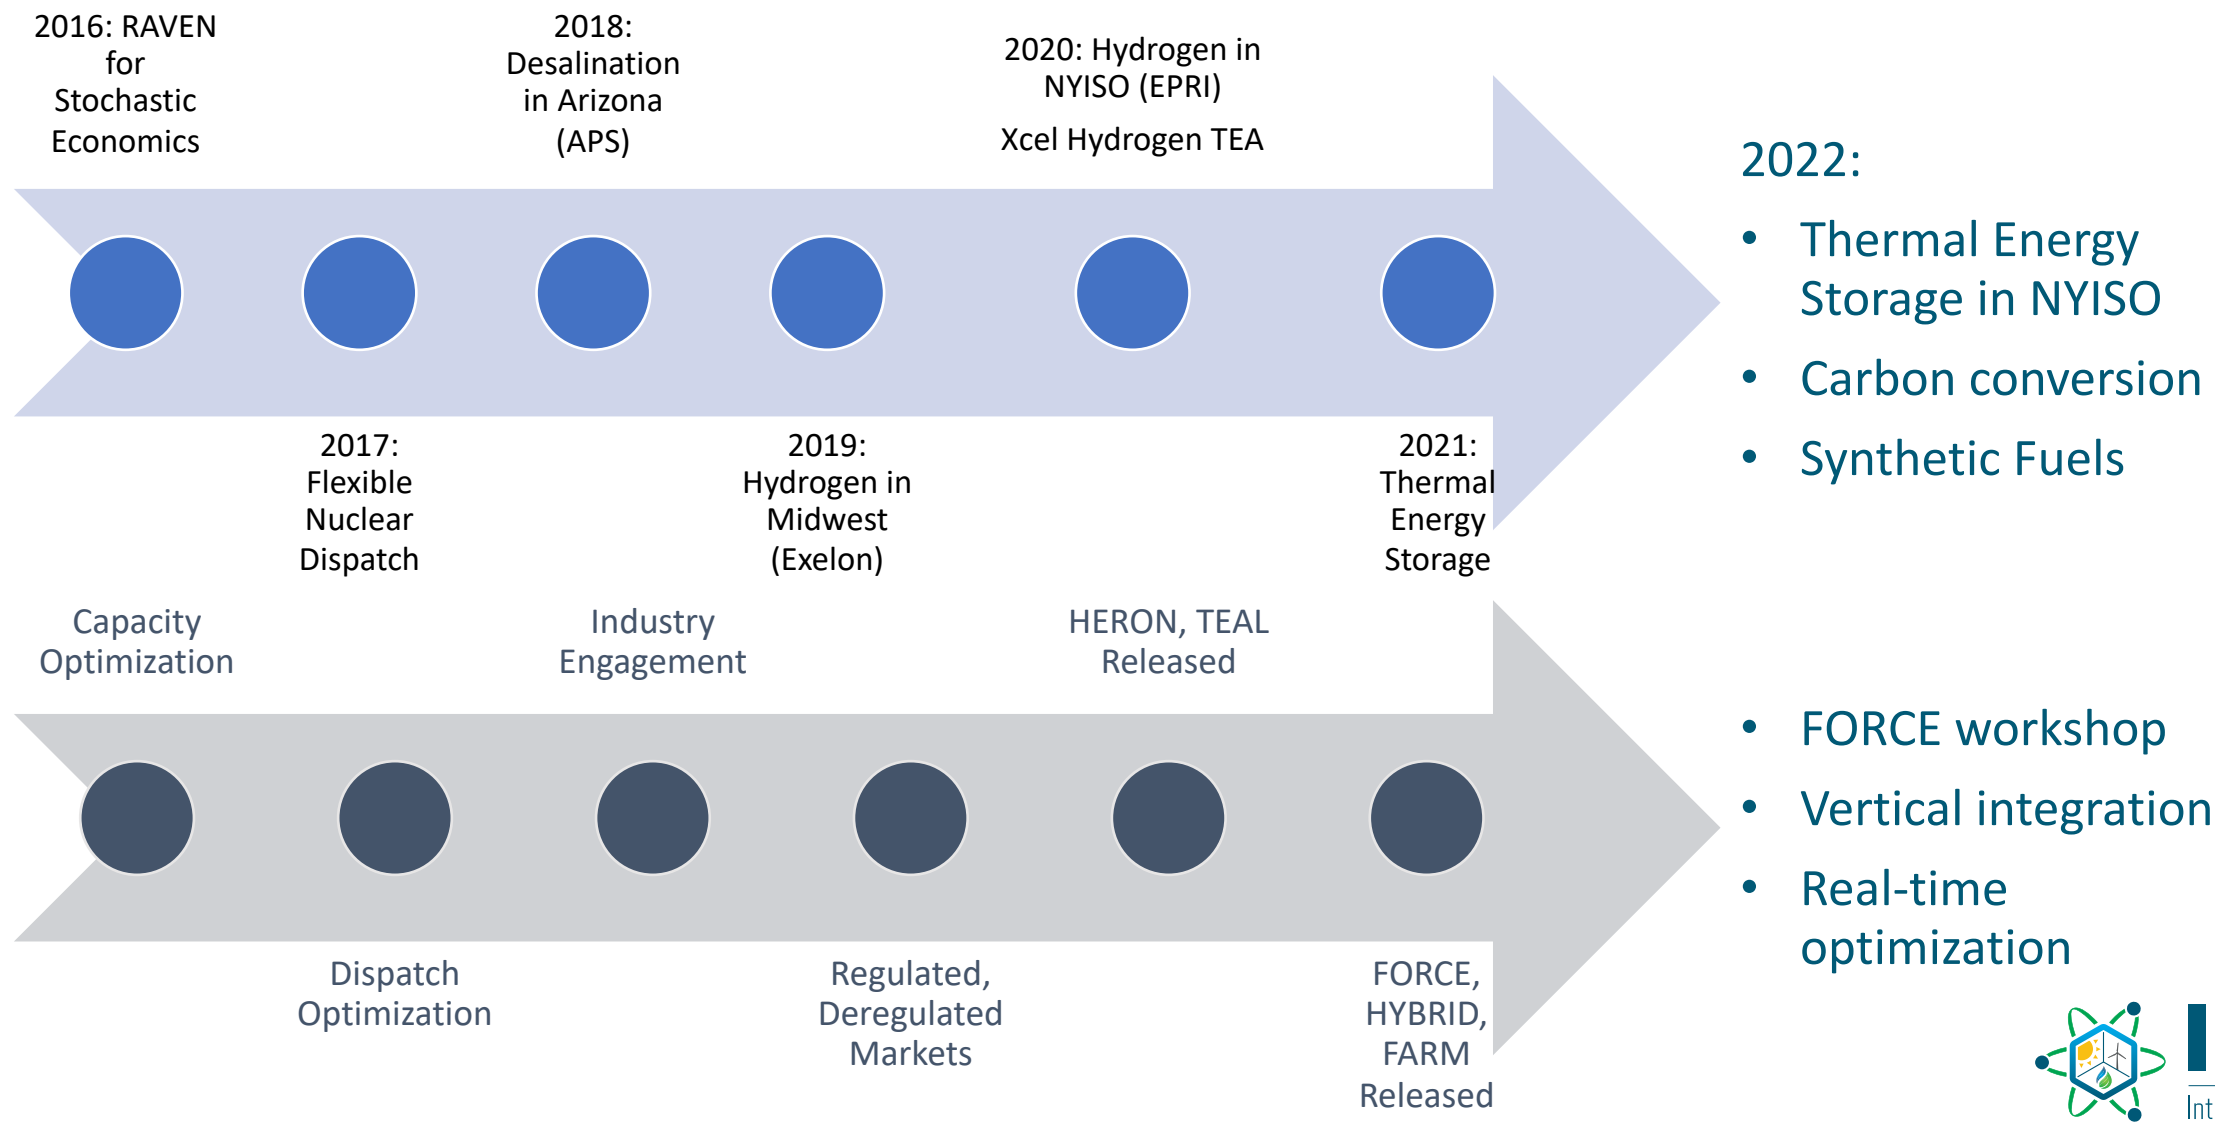 2016: RAVEN
for
Stochastic
Economics
2018:
Desalination
in Arizona
(APS)
2020: Hydrogen in
NYISO (EPRI)
Xcel Hydrogen TEA
2017:
Flexible
Nuclear
Dispatch
2019:
Hydrogen in
Midwest
(Exelon)
2021:
Thermal
Energy
Storage
2022:
• Thermal Energy
Storage in NYISO
• Carbon conversion
• Synthetic Fuels
Capacity
Optimization
Industry
Engagement
HERON, TEAL
Released
Dispatch
Optimization
Regulated,
Deregulated
Markets
FORCE,
HYBRID,
FARM
Released
• FORCE workshop
• Vertical integration
• Real-time
optimization
I
Int